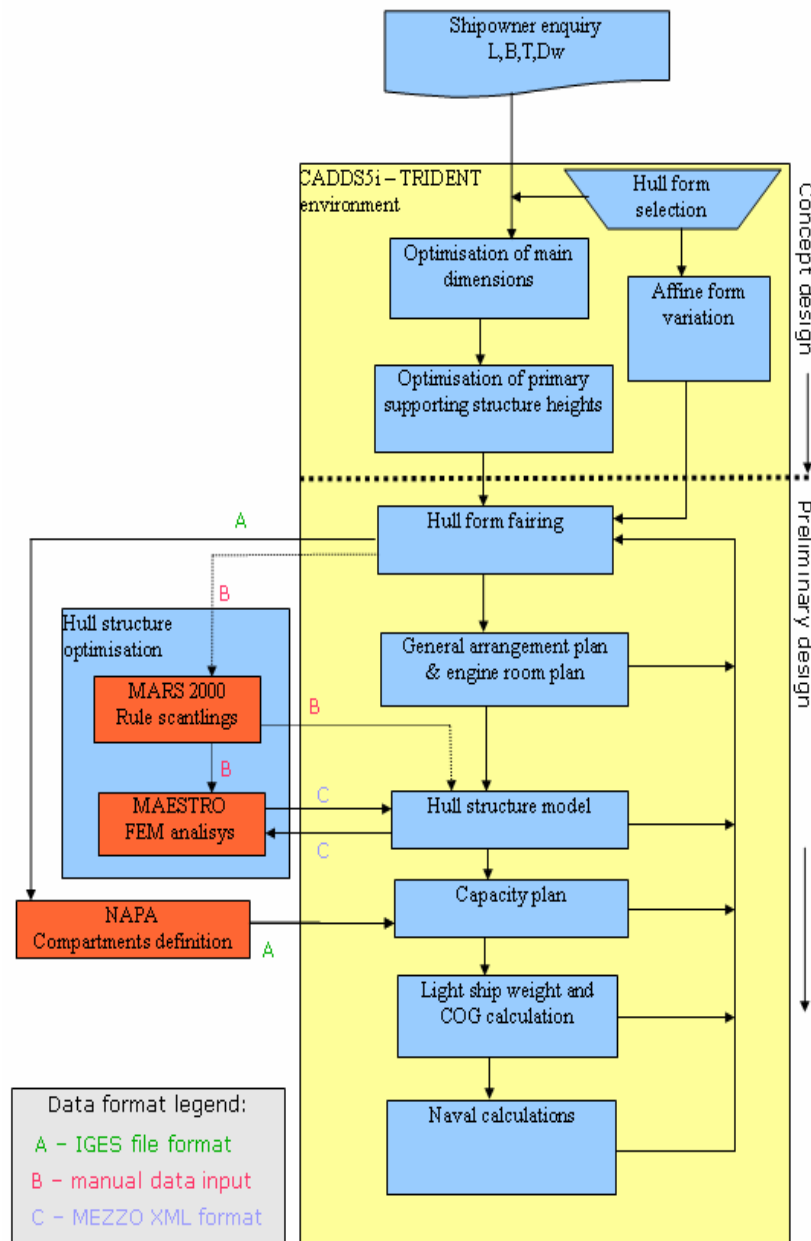 Shipowner enquiry
L,B,T,Dw
CADDS5i – TRIDENT
environment
Hull form
selection
Concept design
Optimisation of main
dimensions
Affine form
variation
Optimisation of primary
supporting structure heights
Preliminary design
A
Hull form fairing
B
Hull structure
optimisation
General arrangement plan
& engine room plan
MARS 2000
Rule scantlings
B
B
MAESTRO
FEM analisys
C
Hull structure model
C
Capacity plan
NAPA
Compartments definition
A
Light ship weight and
COG calculation
Naval calculations
Data format legend:
A – IGES file format
B – manual data input
C – MEZZO XML format